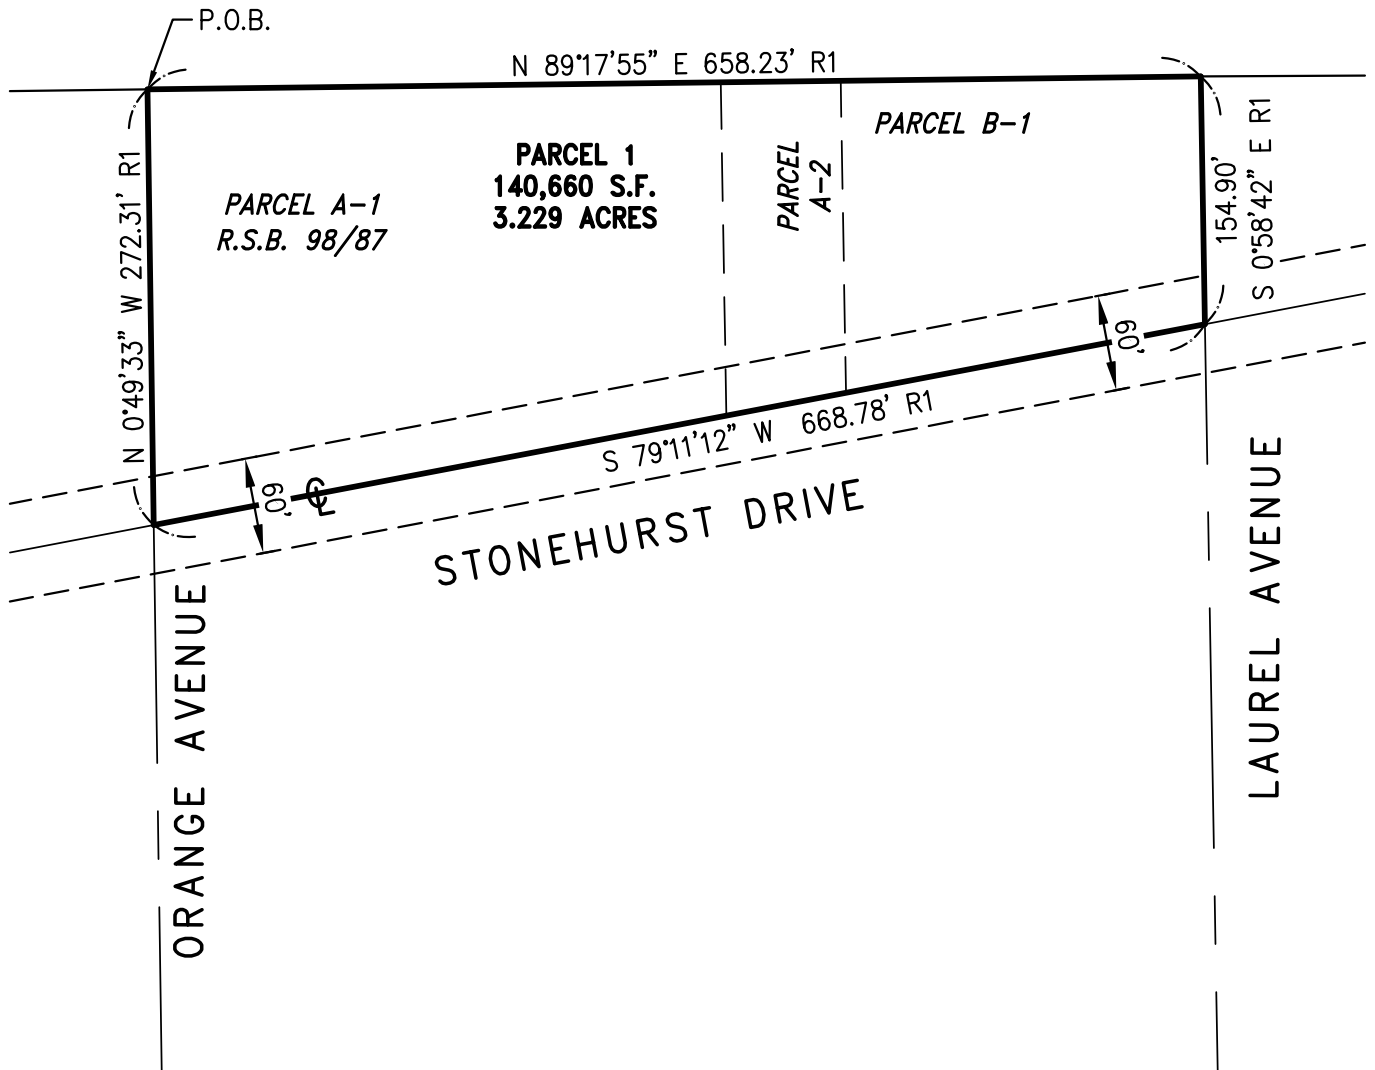 P.O.B.
N 89°17'55" E 658.23' R1
PARCEL B-1
PARCEL 1
140,660 S.F.
3.229 ACRES
PARCEL
A-2
PARCEL A-1
R.S.B. 98/87
N 0°49'33" W 272.31' R1
154.90'
S 0°58'42" E R1
60'
60'
℄
S 79°11'12" W 668.78' R1
STONEHURST DRIVE
ORANGE AVENUE
LAUREL AVENUE